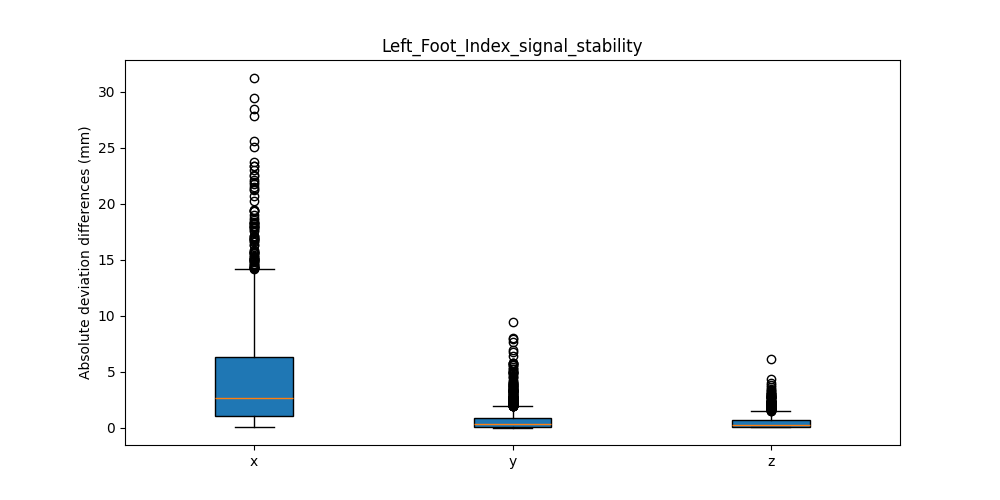 Left_Foot_Index_signal_stability
Absolute deviation differences (mm)
30
25
20
15
10
5
0
x y z